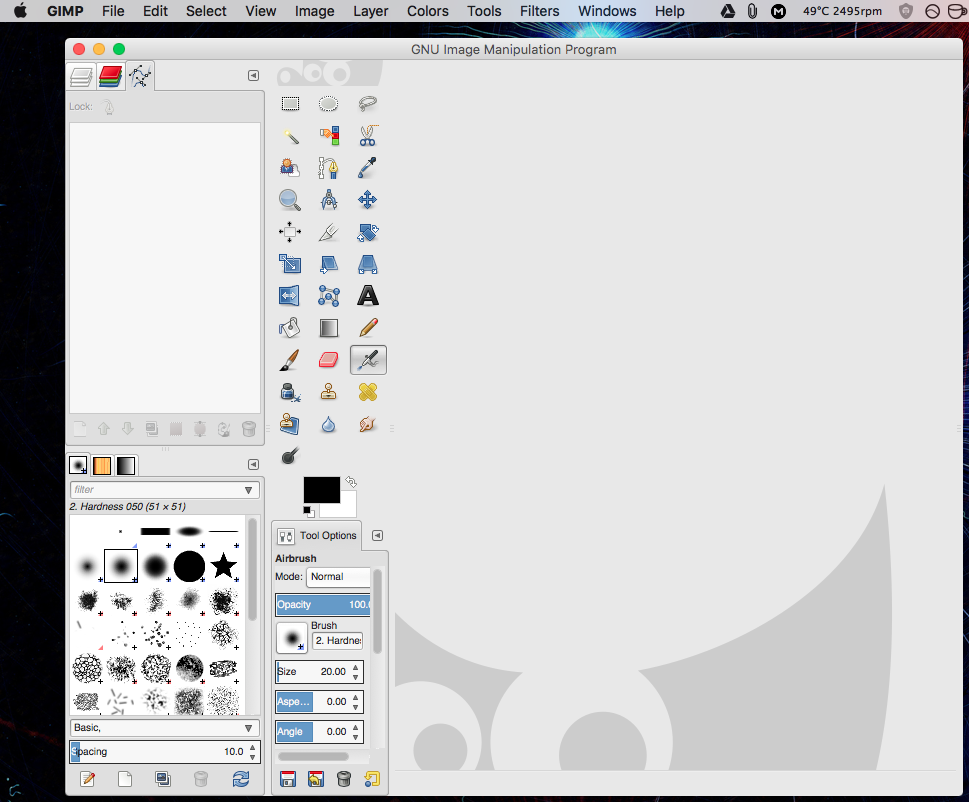 GIMP File Edit Select View Image Layer Colors Tools Filters Windows Help 49°C 2495rpm
GNU Image Manipulation Program
Lock:
filter
2. Hardness 050 (51 × 51)
Basic,
Spacing 10.0
Tool Options
Airbrush
Mode: Normal
Opacity 100.
Brush
2. Hardne
Size 20.00
Aspe... 0.00
Angle 0.00